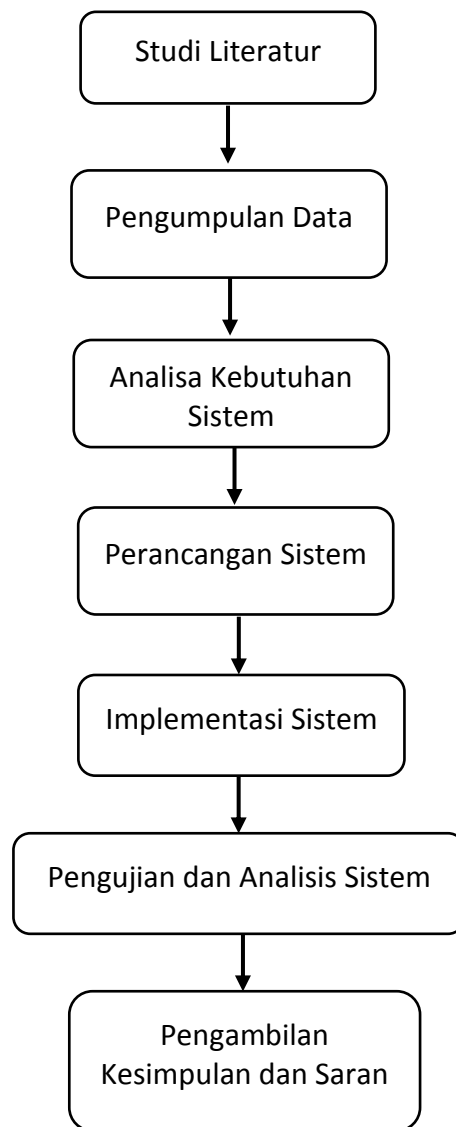 Studi Literatur
Pengumpulan Data
Analisa Kebutuhan
Sistem
Perancangan Sistem
Implementasi Sistem
Pengujian dan Analisis Sistem
Pengambilan
Kesimpulan dan Saran